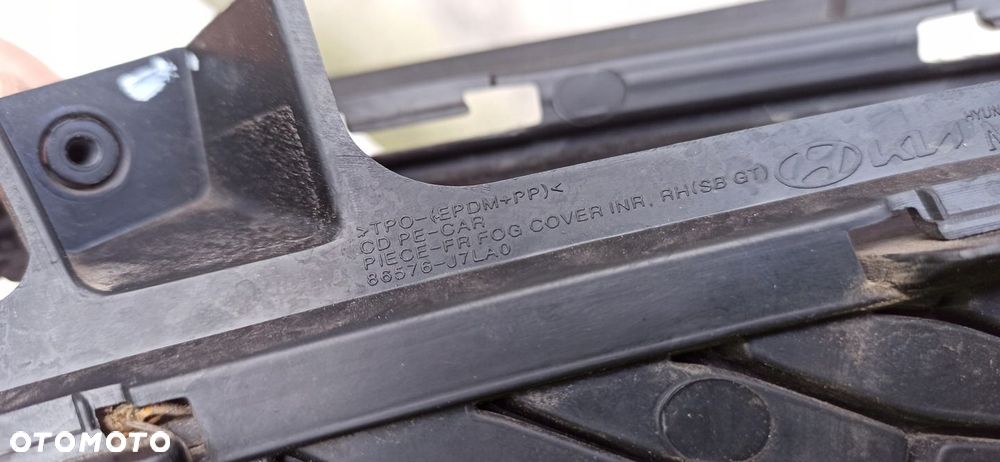 >TPO-(EPDM+PP)<
CD PE-CAR
PIECE-FR FOG COVER INR, RH(SB GT)
86576-J7LA0
KIA
OTOMOTO